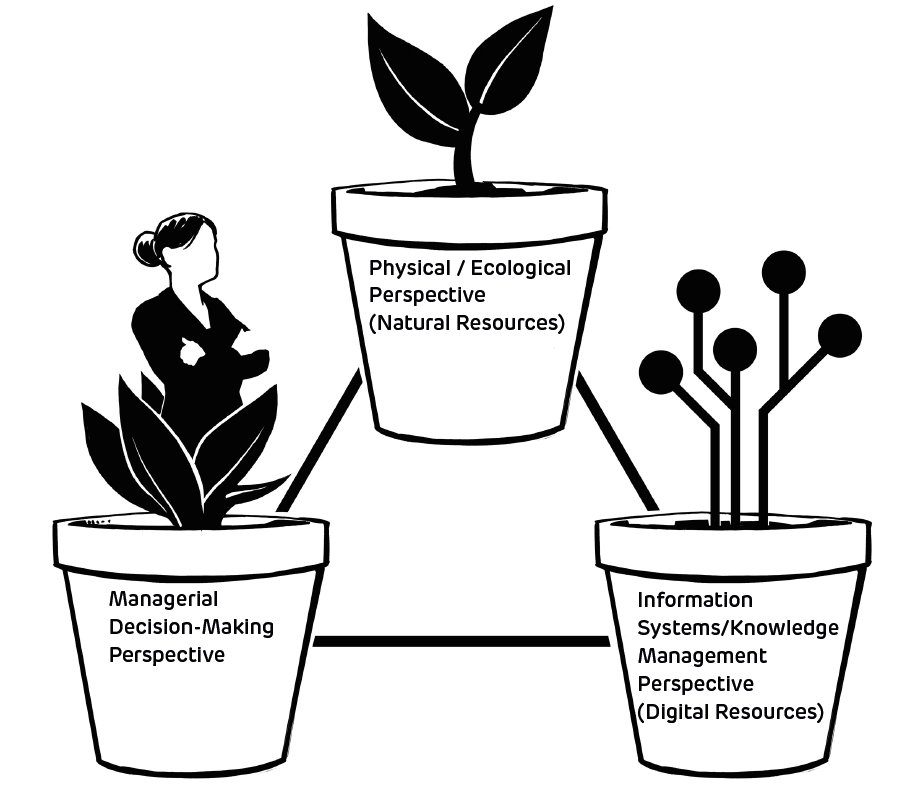 Physical / Ecological
Perspective
(Natural Resources)
Managerial
Decision-Making
Perspective
Information
Systems/Knowledge
Management
Perspective
(Digital Resources)